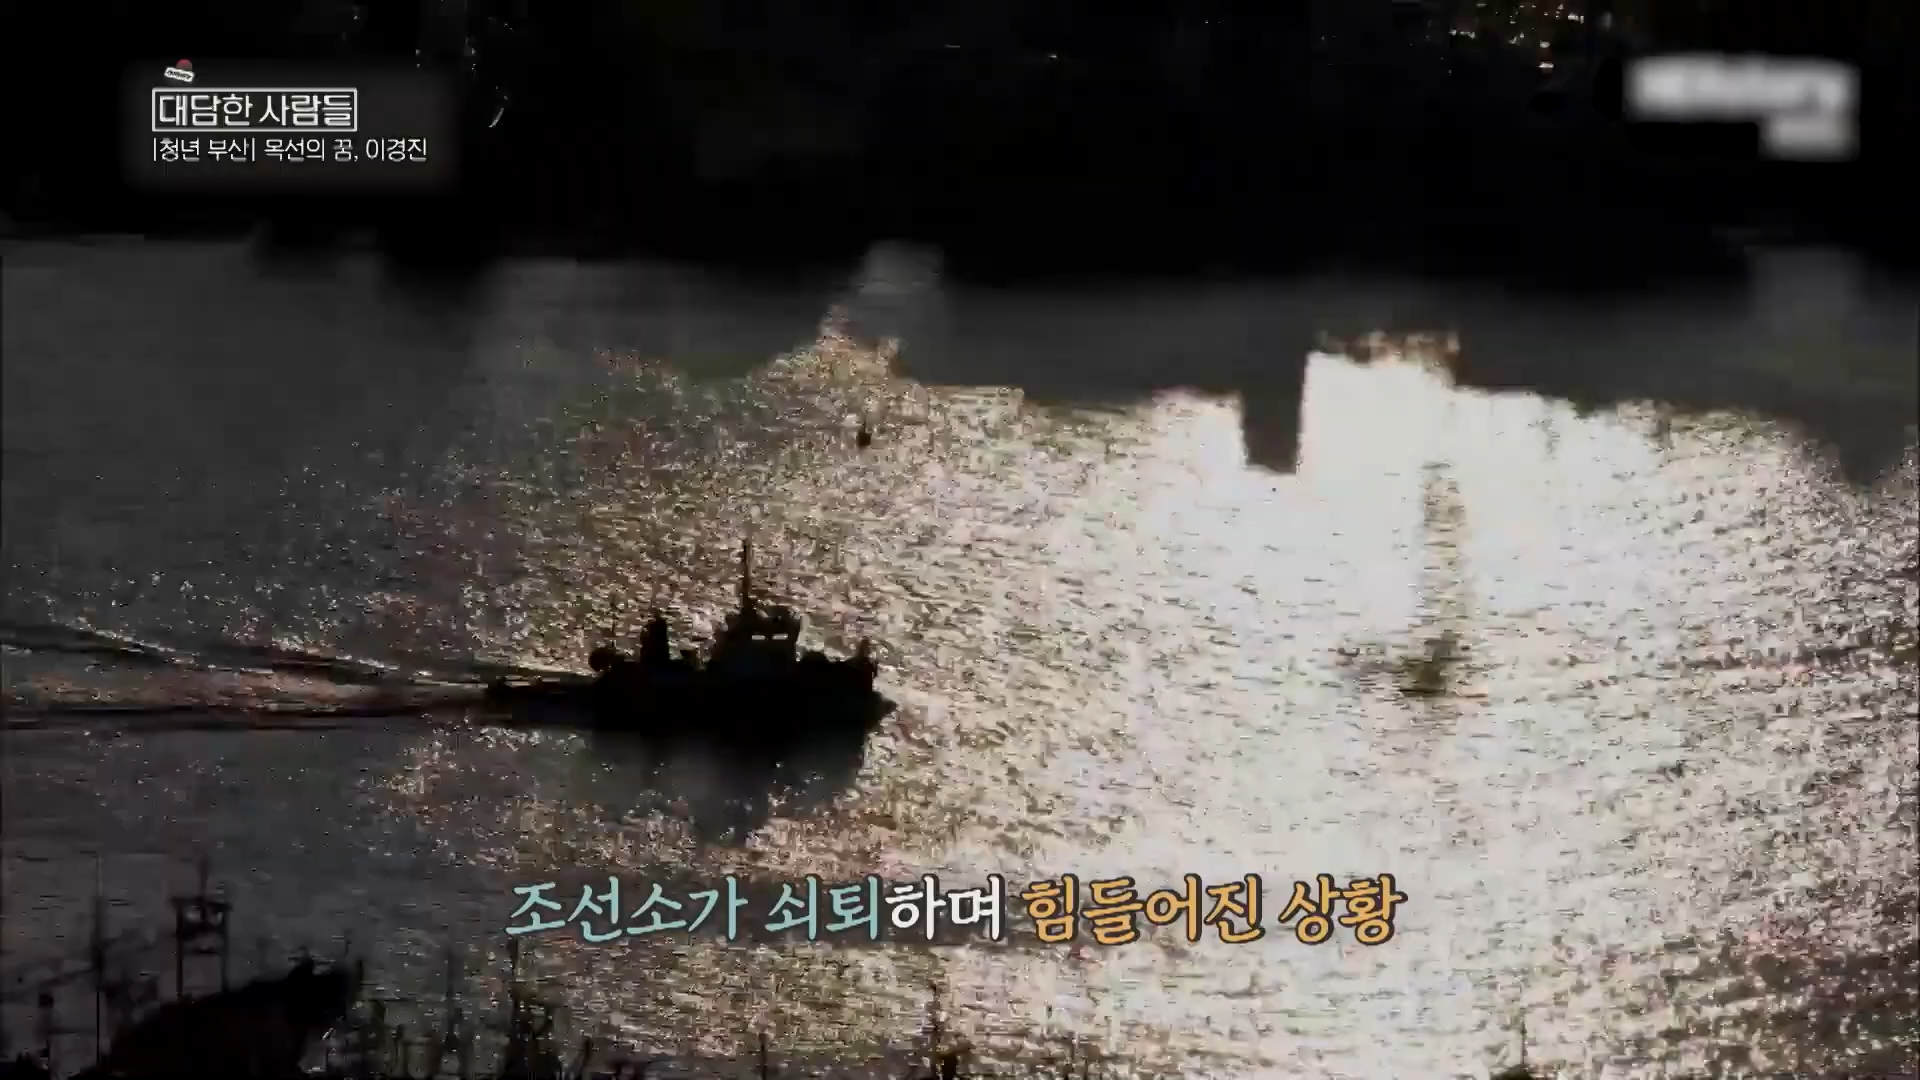 대담한 사람들
|청년 부산| 목선의 꿈, 이경진
조선소가 쇠퇴하며 힘들어진 상황